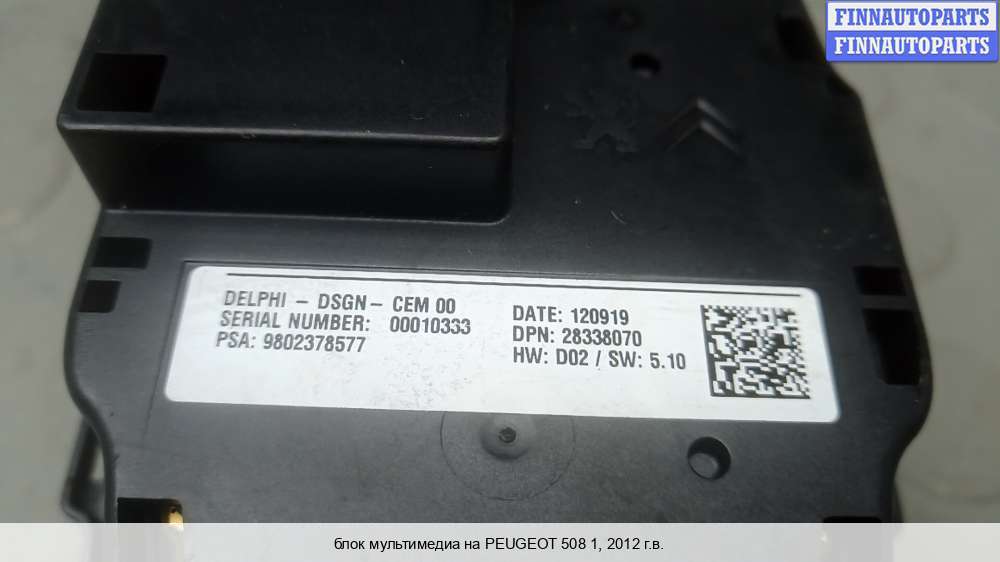 FINNAUTOPARTS
FINNAUTOPARTS
DELPHI - DSGN - CEM 00
SERIAL NUMBER: 00010333
PSA: 9802378577
DATE: 120919
DPN: 28338070
HW: D02 / SW: 5.10
блок мультимедиа на PEUGEOT 508 1, 2012 г.в.